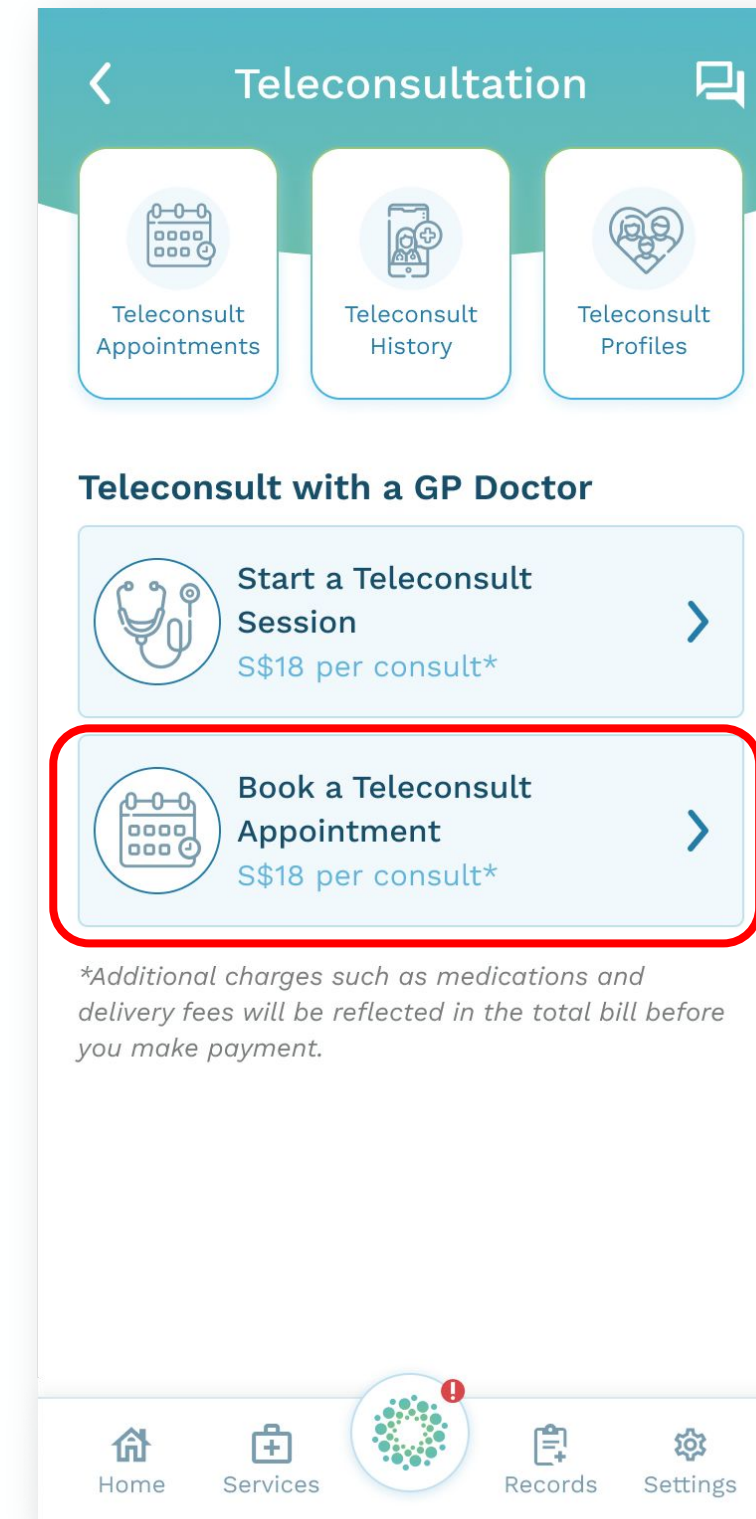 Teleconsultation
Teleconsult
Appointments
Teleconsult
History
Teleconsult
Profiles
Teleconsult with a GP Doctor
Start a Teleconsult
Session
S$18 per consult*
Book a Teleconsult
Appointment
S$18 per consult*
*Additional charges such as medications and
delivery fees will be reflected in the total bill before
you make payment.
!
Home
Services
Records
Settings